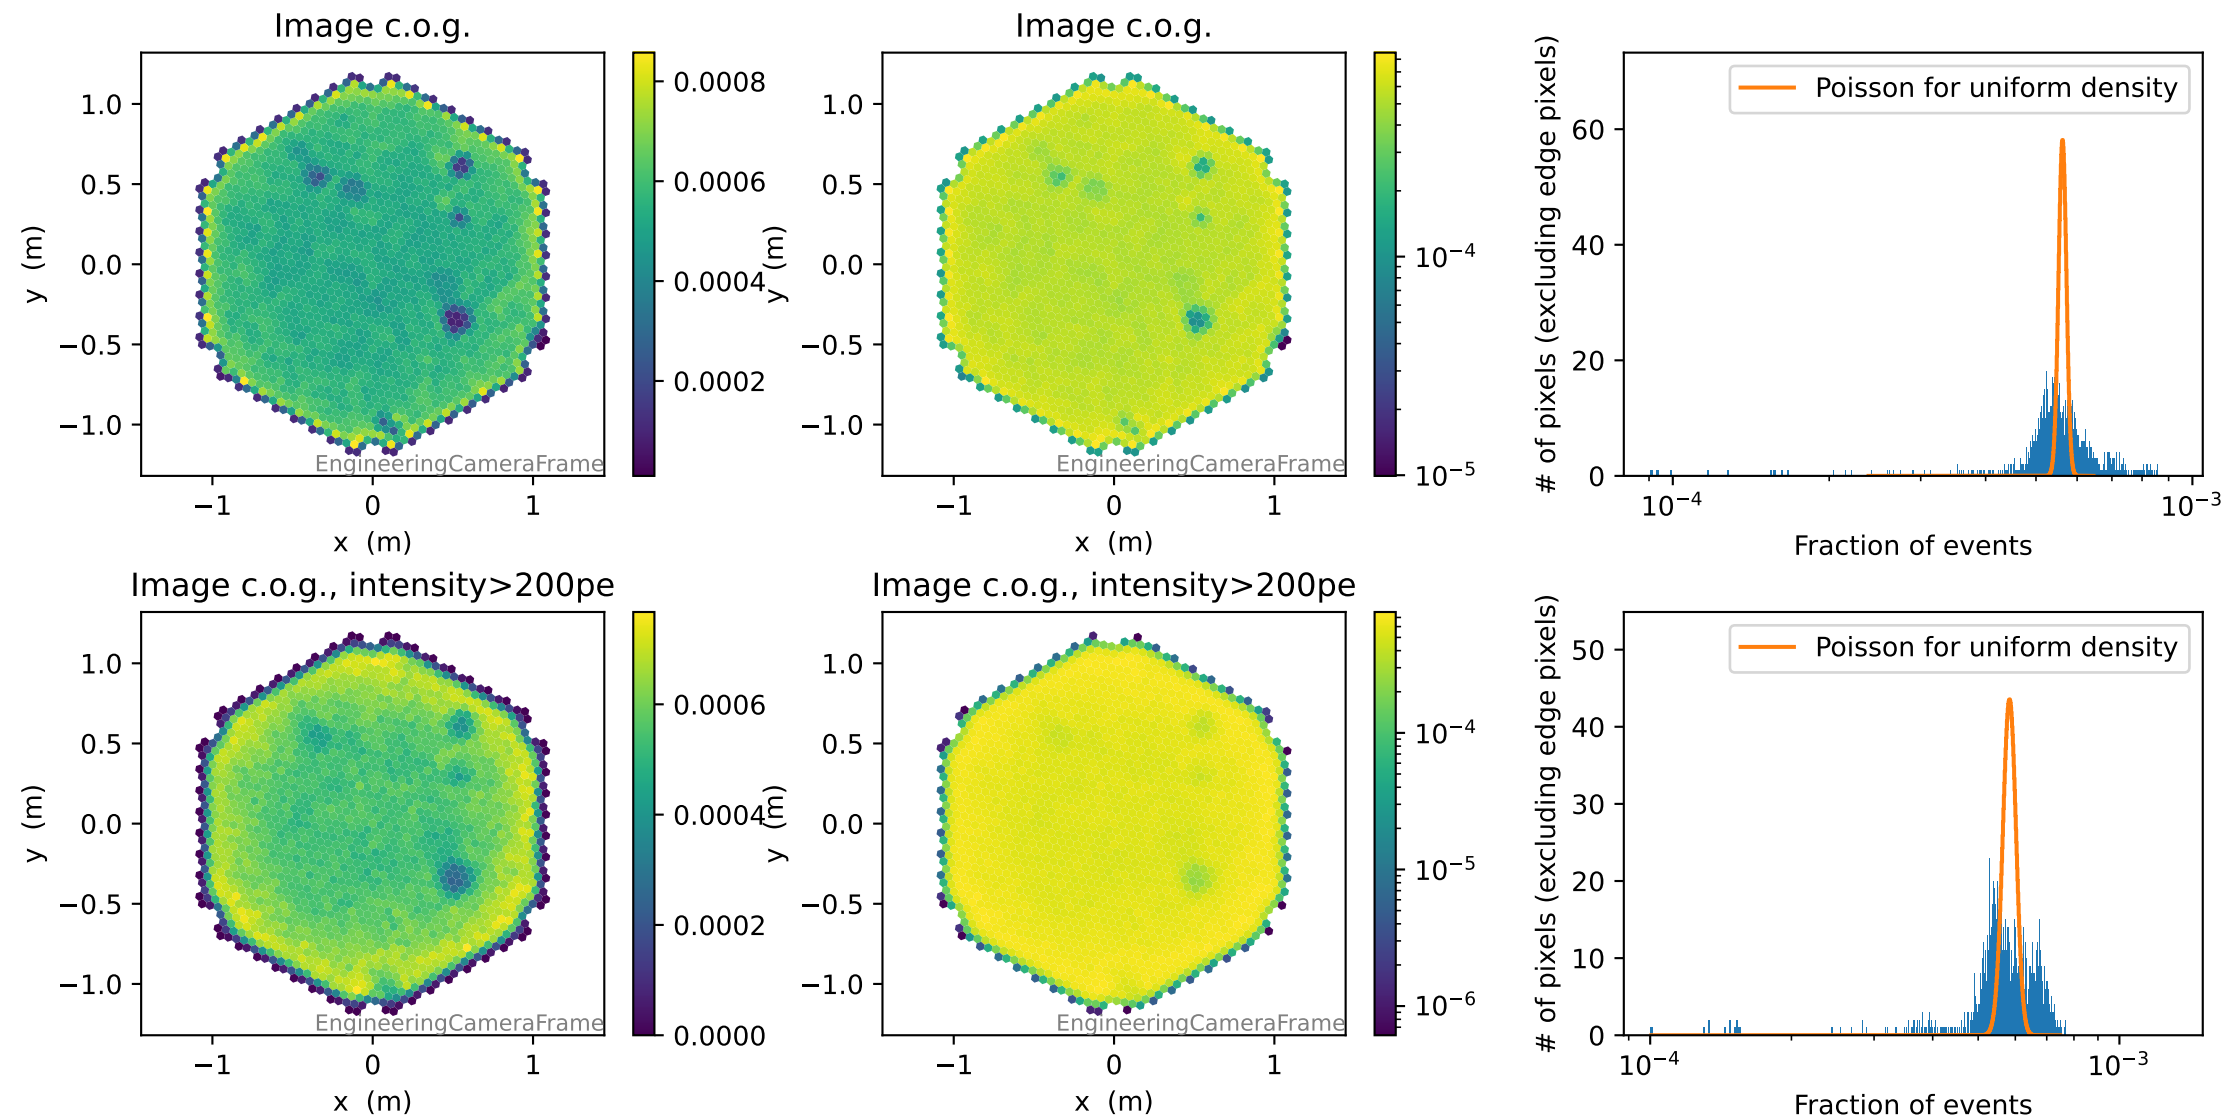 Image c.o.g.
1.0
0.5
0.0
−0.5
−1.0
y (m)
−1
0
1
x (m)
EngineeringCameraFrame
0.0008
0.0006
0.0004
0.0002
Image c.o.g.
1.0
0.5
0.0
−0.5
−1.0
y (m)
−1
0
1
x (m)
EngineeringCameraFrame
10⁻⁴
10⁻⁵
Poisson for uniform density
# of pixels (excluding edge pixels)
60
40
20
0
10⁻⁴
10⁻³
Fraction of events
Image c.o.g., intensity>200pe
1.0
0.5
0.0
−0.5
−1.0
y (m)
−1
0
1
x (m)
EngineeringCameraFrame
0.0006
0.0004
0.0002
0.0000
Image c.o.g., intensity>200pe
1.0
0.5
0.0
−0.5
−1.0
y (m)
−1
0
1
x (m)
EngineeringCameraFrame
10⁻⁴
10⁻⁵
10⁻⁶
Poisson for uniform density
# of pixels (excluding edge pixels)
50
40
30
20
10
0
10⁻⁴
10⁻³
Fraction of events